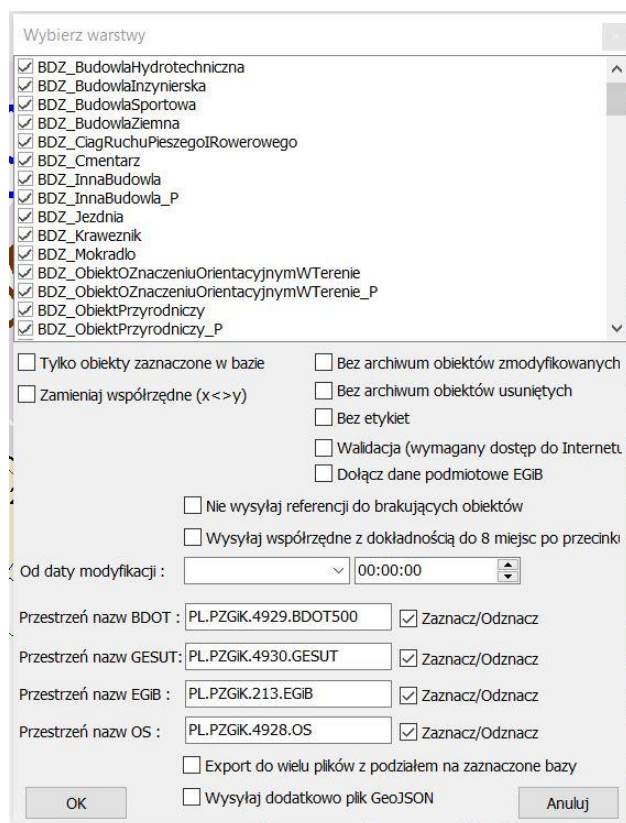 Wybierz warstwy
BDZ_BudowlaHydrotechniczna
BDZ_BudowlaInzynierska
BDZ_BudowlaSportowa
BDZ_BudowlaZiemna
BDZ_CiagRuchuPieszegoIRowerowego
BDZ_Cmentarz
BDZ_InnaBudowla
BDZ_InnaBudowla_P
BDZ_Jezdnia
BDZ_Kraweznik
BDZ_Mokradlo
BDZ_ObiektOZnaczeniuOrientacyjnymWTerenie
BDZ_ObiektOZnaczeniuOrientacyjnymWTerenie_P
BDZ_ObiektPrzyrodniczy
BDZ_ObiektPrzyrodniczy_P
Tylko obiekty zaznaczone w bazie
Bez archiwum obiektów zmodyfikowanych
Zamieniaj współrzędne (x<>y)
Bez archiwum obiektów usuniętych
Bez etykiet
Walidacja (wymagany dostęp do Internetu
Dołącz dane podmiotowe EGiB
Nie wysyłaj referencji do brakujących obiektów
Wysyłaj współrzędne z dokładnością do 8 miejsc po przecinku
Od daty modyfikacji : 00:00:00
Przestrzeń nazw BDOT : PL.PZGiK.4929.BDOT500 Zaznacz/Odznacz
Przestrzeń nazw GESUT: PL.PZGiK.4930.GESUT Zaznacz/Odznacz
Przestrzeń nazw EGiB : PL.PZGiK.213.EGiB Zaznacz/Odznacz
Przestrzeń nazw OS : PL.PZGiK.4928.OS Zaznacz/Odznacz
Export do wielu plików z podziałem na zaznaczone bazy
Wysyłaj dodatkowo plik GeoJSON
OK
Anuluj